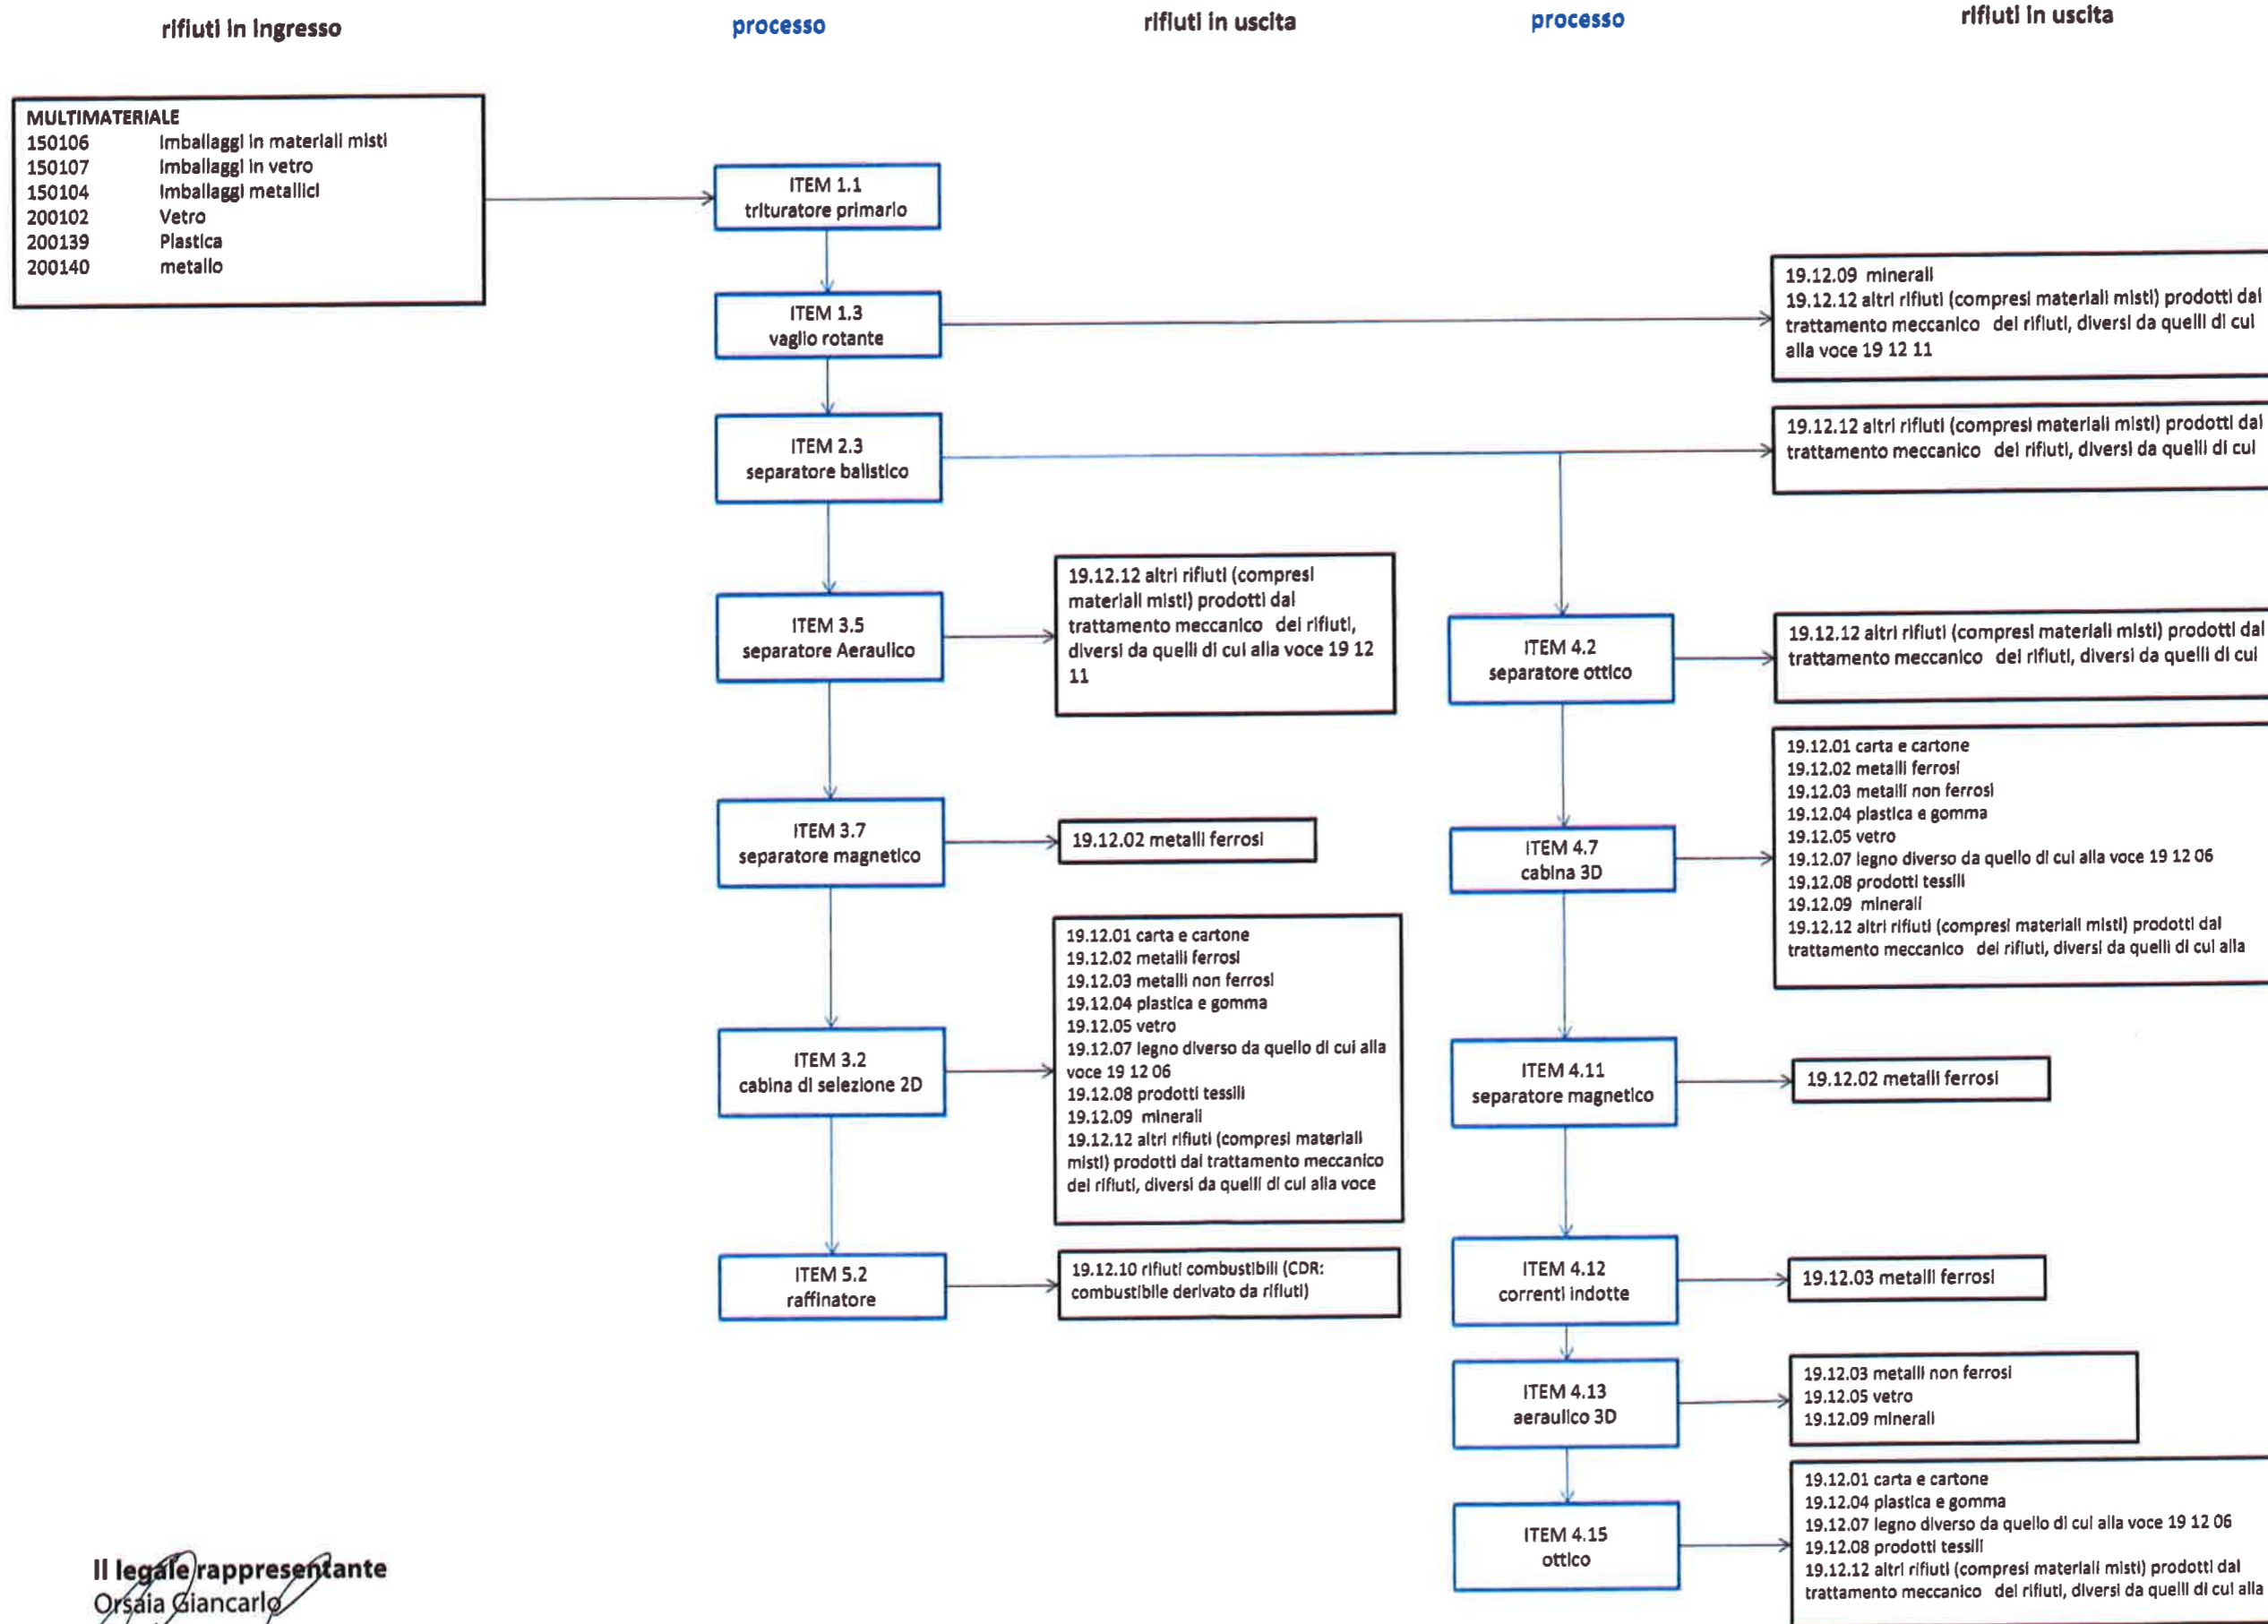 rifiuti in ingresso
processo
rifiuti in uscita
processo
rifiuti in uscita
MULTIMATERIALE
150106 Imballaggi in materiali misti
150107 Imballaggi in vetro
150104 Imballaggi metallici
200102 Vetro
200139 Plastica
200140 metallo
ITEM 1.1
trituratore primario
ITEM 1.3
vaglio rotante
19.12.09 minerali
19.12.12 altri rifiuti (compresi materiali misti) prodotti dal
trattamento meccanico dei rifiuti, diversi da quelli di cui
alla voce 19 12 11
ITEM 2.3
separatore balistico
19.12.12 altri rifiuti (compresi materiali misti) prodotti dal
trattamento meccanico dei rifiuti, diversi da quelli di cui
ITEM 3.5
separatore Aeraulico
19.12.12 altri rifiuti (compresi
materiali misti) prodotti dal
trattamento meccanico dei rifiuti,
diversi da quelli di cui alla voce 19 12
11
ITEM 4.2
separatore ottico
19.12.12 altri rifiuti (compresi materiali misti) prodotti dal
trattamento meccanico dei rifiuti, diversi da quelli di cui
ITEM 3.7
separatore magnetico
19.12.02 metalli ferrosi
ITEM 4.7
cabina 3D
19.12.01 carta e cartone
19.12.02 metalli ferrosi
19.12.03 metalli non ferrosi
19.12.04 plastica e gomma
19.12.05 vetro
19.12.07 legno diverso da quello di cui alla voce 19 12 06
19.12.08 prodotti tessili
19.12.09 minerali
19.12.12 altri rifiuti (compresi materiali misti) prodotti dal
trattamento meccanico dei rifiuti, diversi da quelli di cui alla
ITEM 3.2
cabina di selezione 2D
19.12.01 carta e cartone
19.12.02 metalli ferrosi
19.12.03 metalli non ferrosi
19.12.04 plastica e gomma
19.12.05 vetro
19.12.07 legno diverso da quello di cui alla
voce 19 12 06
19.12.08 prodotti tessili
19.12.09 minerali
19.12.12 altri rifiuti (compresi materiali
misti) prodotti dal trattamento meccanico
dei rifiuti, diversi da quelli di cui alla voce
ITEM 4.11
separatore magnetico
19.12.02 metalli ferrosi
ITEM 5.2
raffinatore
19.12.10 rifiuti combustibili (CDR:
combustibile derivato da rifiuti)
ITEM 4.12
correnti indotte
19.12.03 metalli ferrosi
ITEM 4.13
aeraulico 3D
19.12.03 metalli non ferrosi
19.12.05 vetro
19.12.09 minerali
ITEM 4.15
ottico
19.12.01 carta e cartone
19.12.04 plastica e gomma
19.12.07 legno diverso da quello di cui alla voce 19 12 06
19.12.08 prodotti tessili
19.12.12 altri rifiuti (compresi materiali misti) prodotti dal
trattamento meccanico dei rifiuti, diversi da quelli di cui alla
Il legale rappresentante
Orsaia Giancarlo